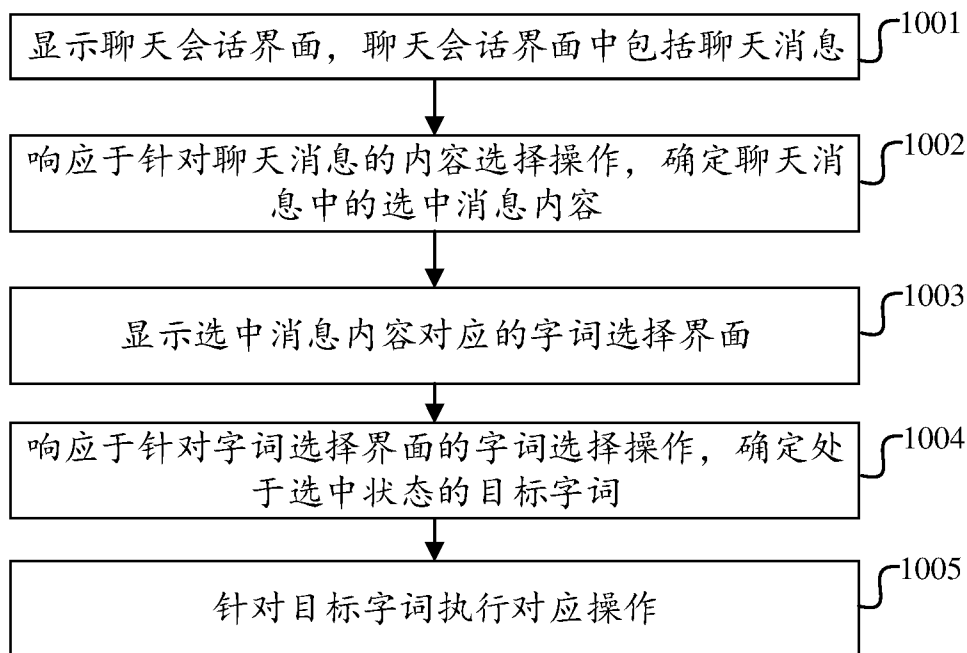 显示聊天会话界面，聊天会话界面中包括聊天消息
1001
响应于针对聊天消息的内容选择操作，确定聊天消
息中的选中消息内容
1002
显示选中消息内容对应的字词选择界面
1003
响应于针对字词选择界面的字词选择操作，确定处
于选中状态的目标字词
1004
针对目标字词执行对应操作
1005